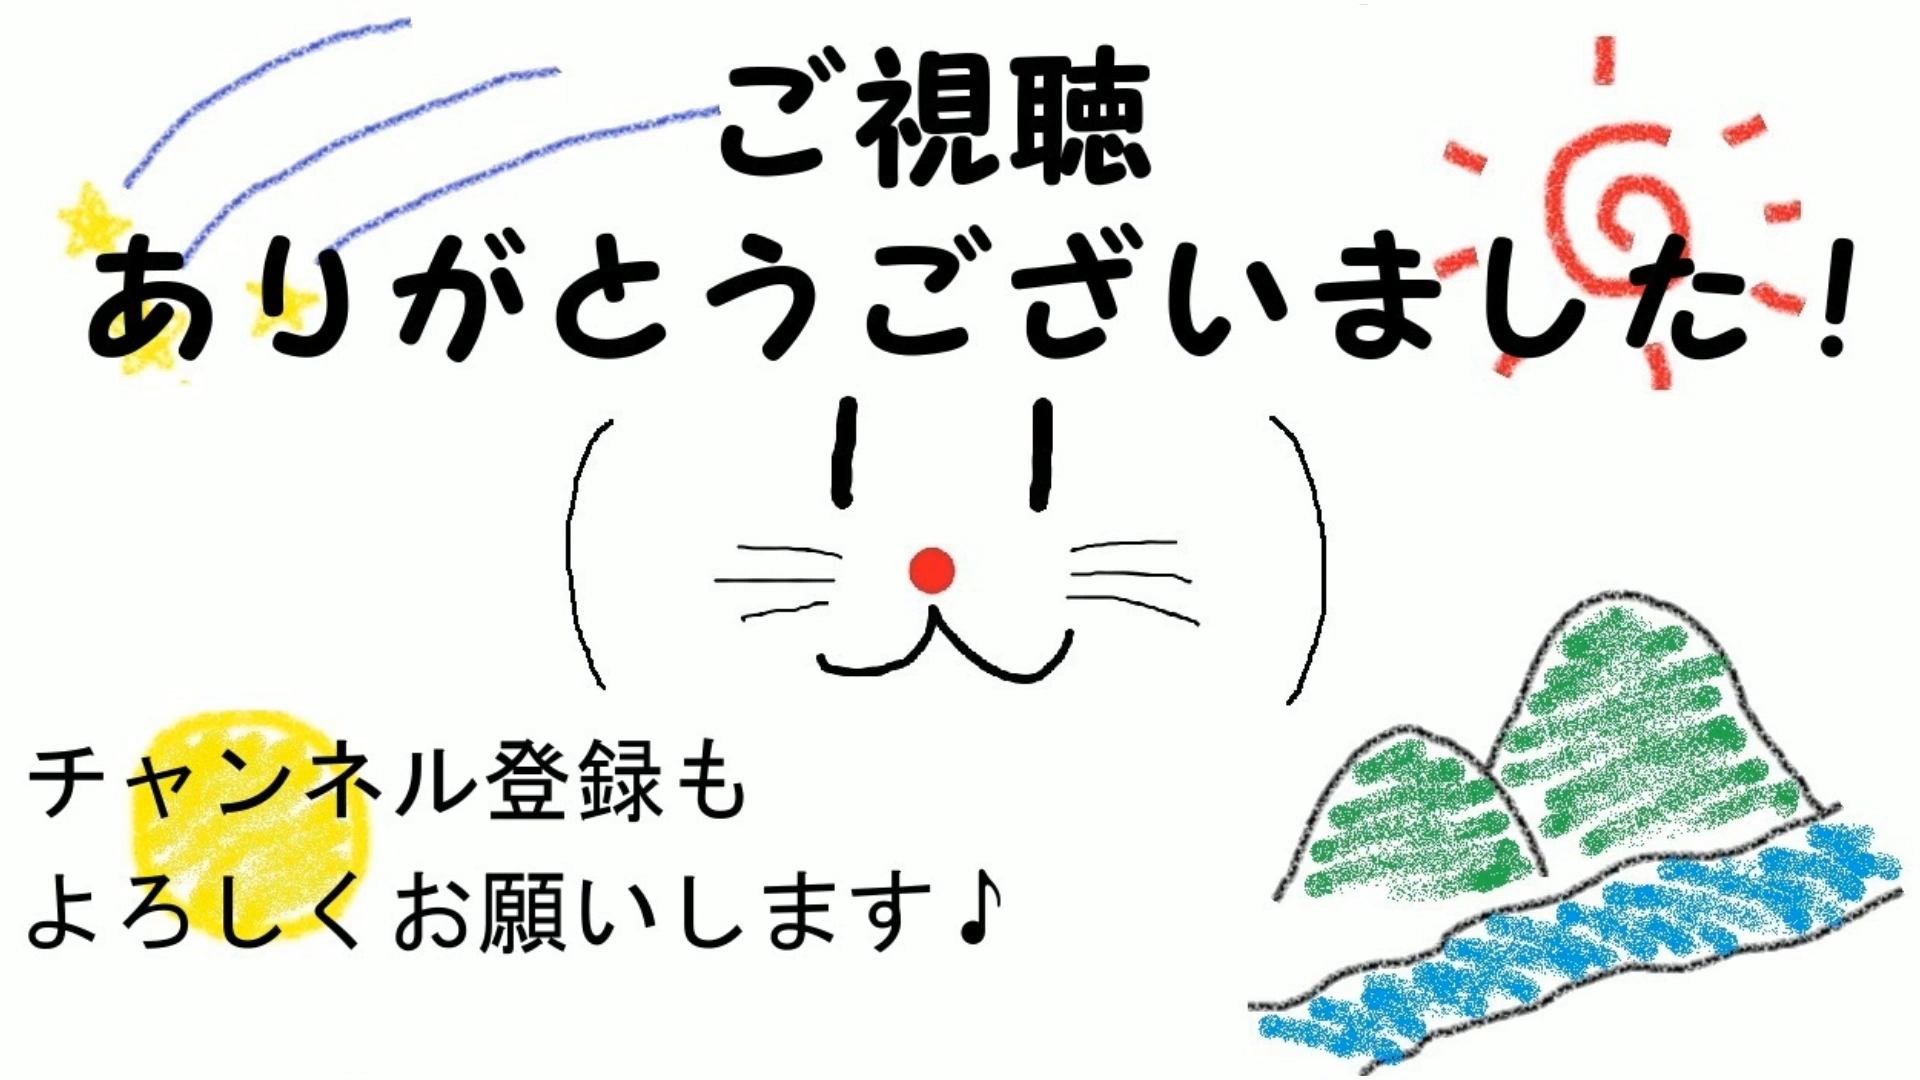 ご視聴
ありがとうございました！
チャンネル登録も
よろしくお願いします♪